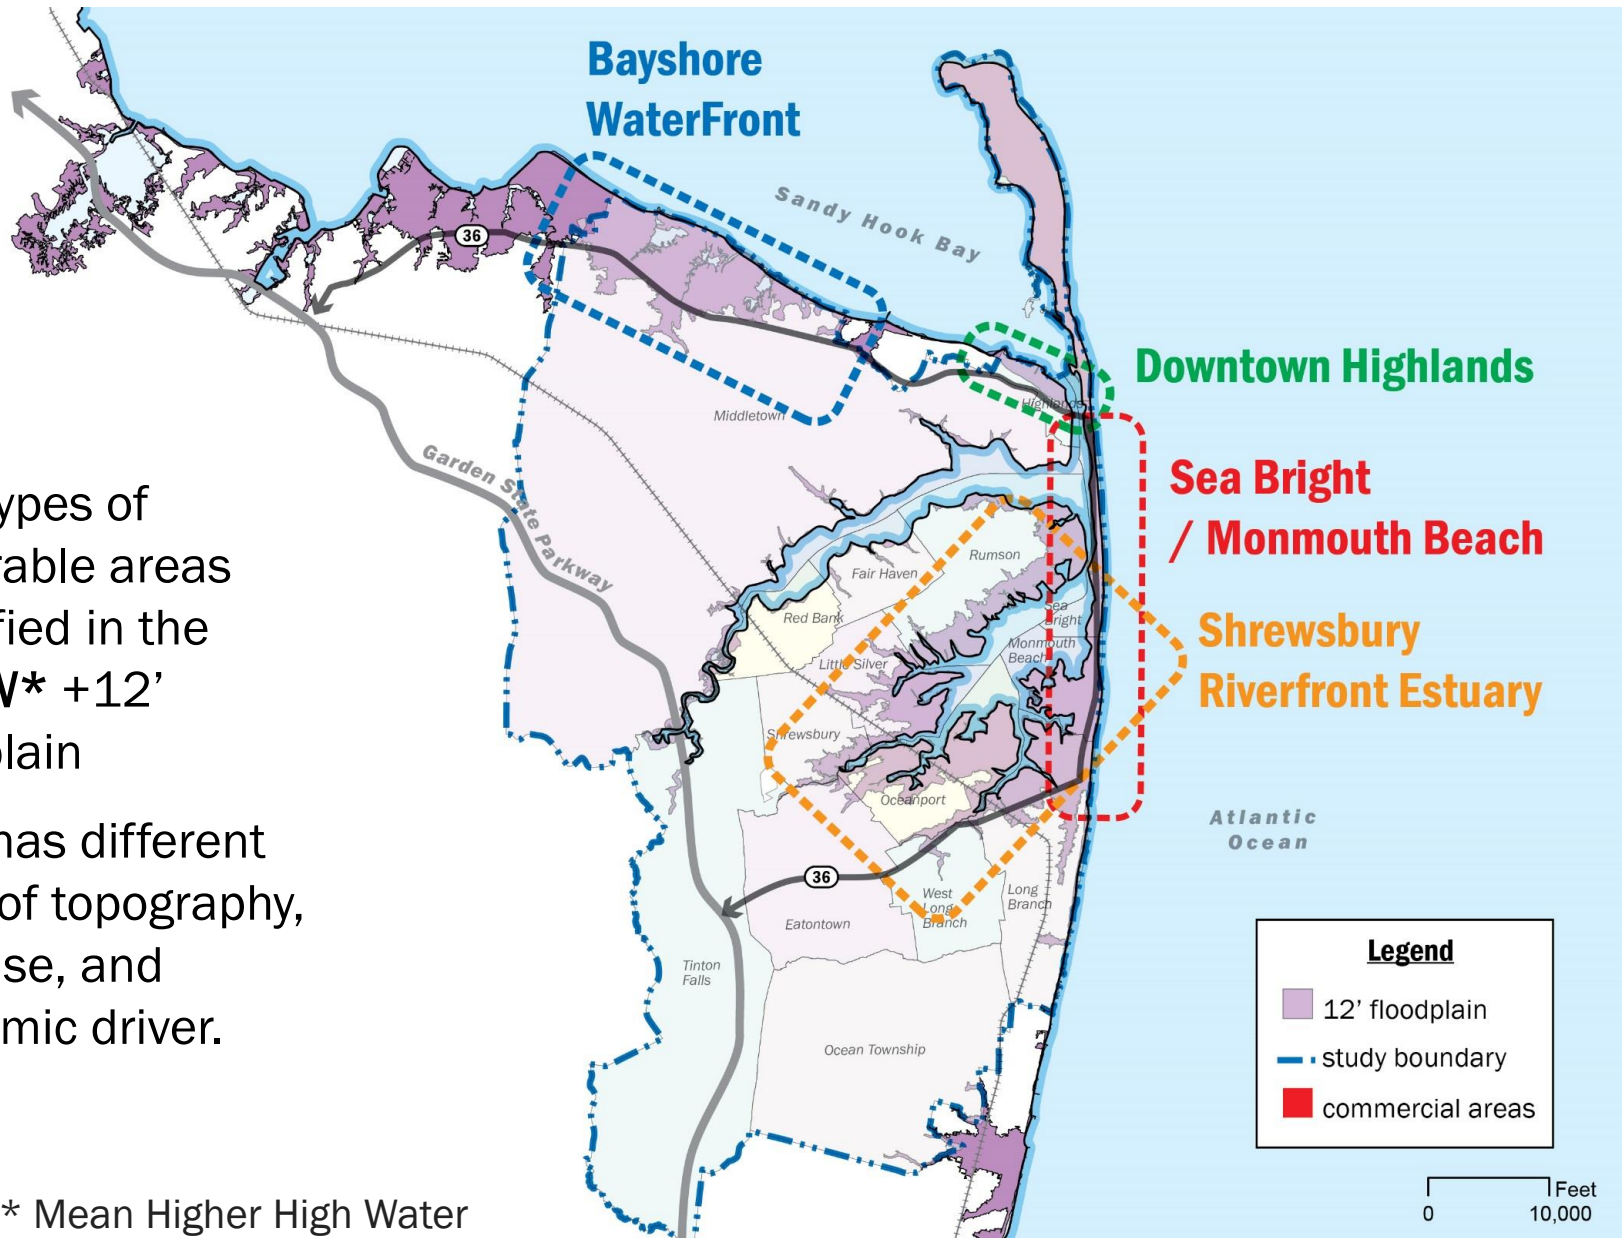 Bayshore
WaterFront
Sandy Hook Bay
36
Downtown Highlands
Highlands
Middletown
Garden State Parkway
Sea Bright
/ Monmouth Beach
ypes of
rable areas
fied in the
W* +12’
plain
has different
of topography,
se, and
mic driver.
Rumson
Fair Haven
Red Bank
Sea
Bright
Monmouth
Beach
Little Silver
Shrewsbury
Riverfront Estuary
Shrewsbury
Oceanport
Atlantic
Ocean
36
West
Long
Branch
Long
Branch
Eatontown
Tinton
Falls
Ocean Township
Legend
12’ floodplain
study boundary
commercial areas
Feet
0 10,000
* Mean Higher High Water